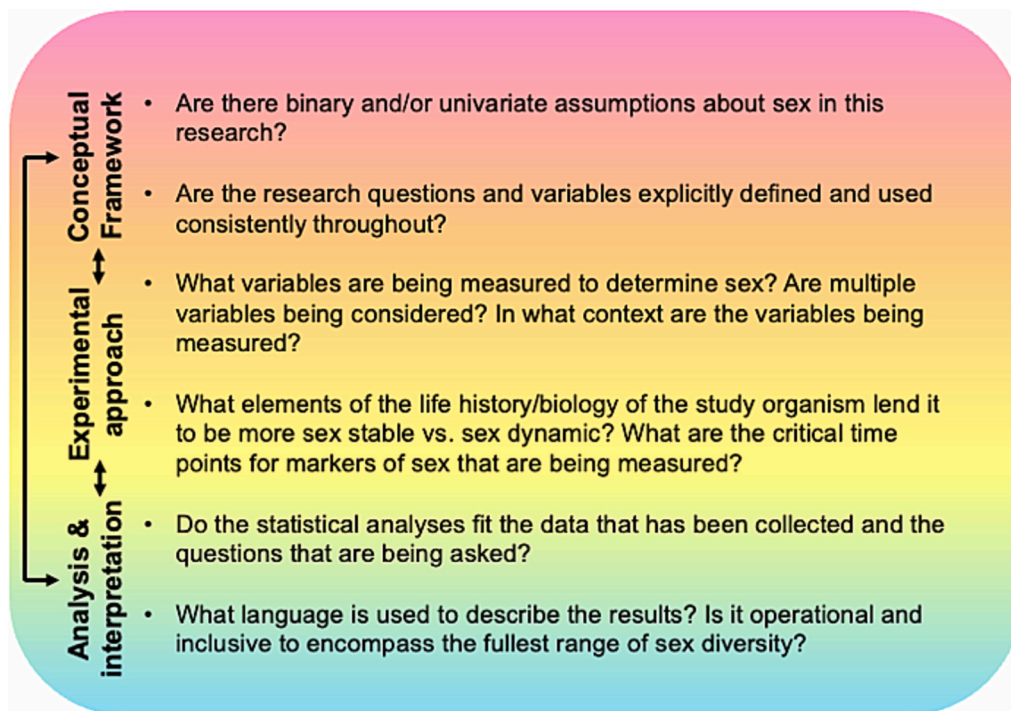 Conceptual
Framework
• Are there binary and/or univariate assumptions about sex in this
research?
• Are the research questions and variables explicitly defined and used
consistently throughout?
Experimental
approach
• What variables are being measured to determine sex? Are multiple
variables being considered? In what context are the variables being
measured?
• What elements of the life history/biology of the study organism lend it
to be more sex stable vs. sex dynamic? What are the critical time
points for markers of sex that are being measured?
Analysis &
interpretation
• Do the statistical analyses fit the data that has been collected and the
questions that are being asked?
• What language is used to describe the results? Is it operational and
inclusive to encompass the fullest range of sex diversity?